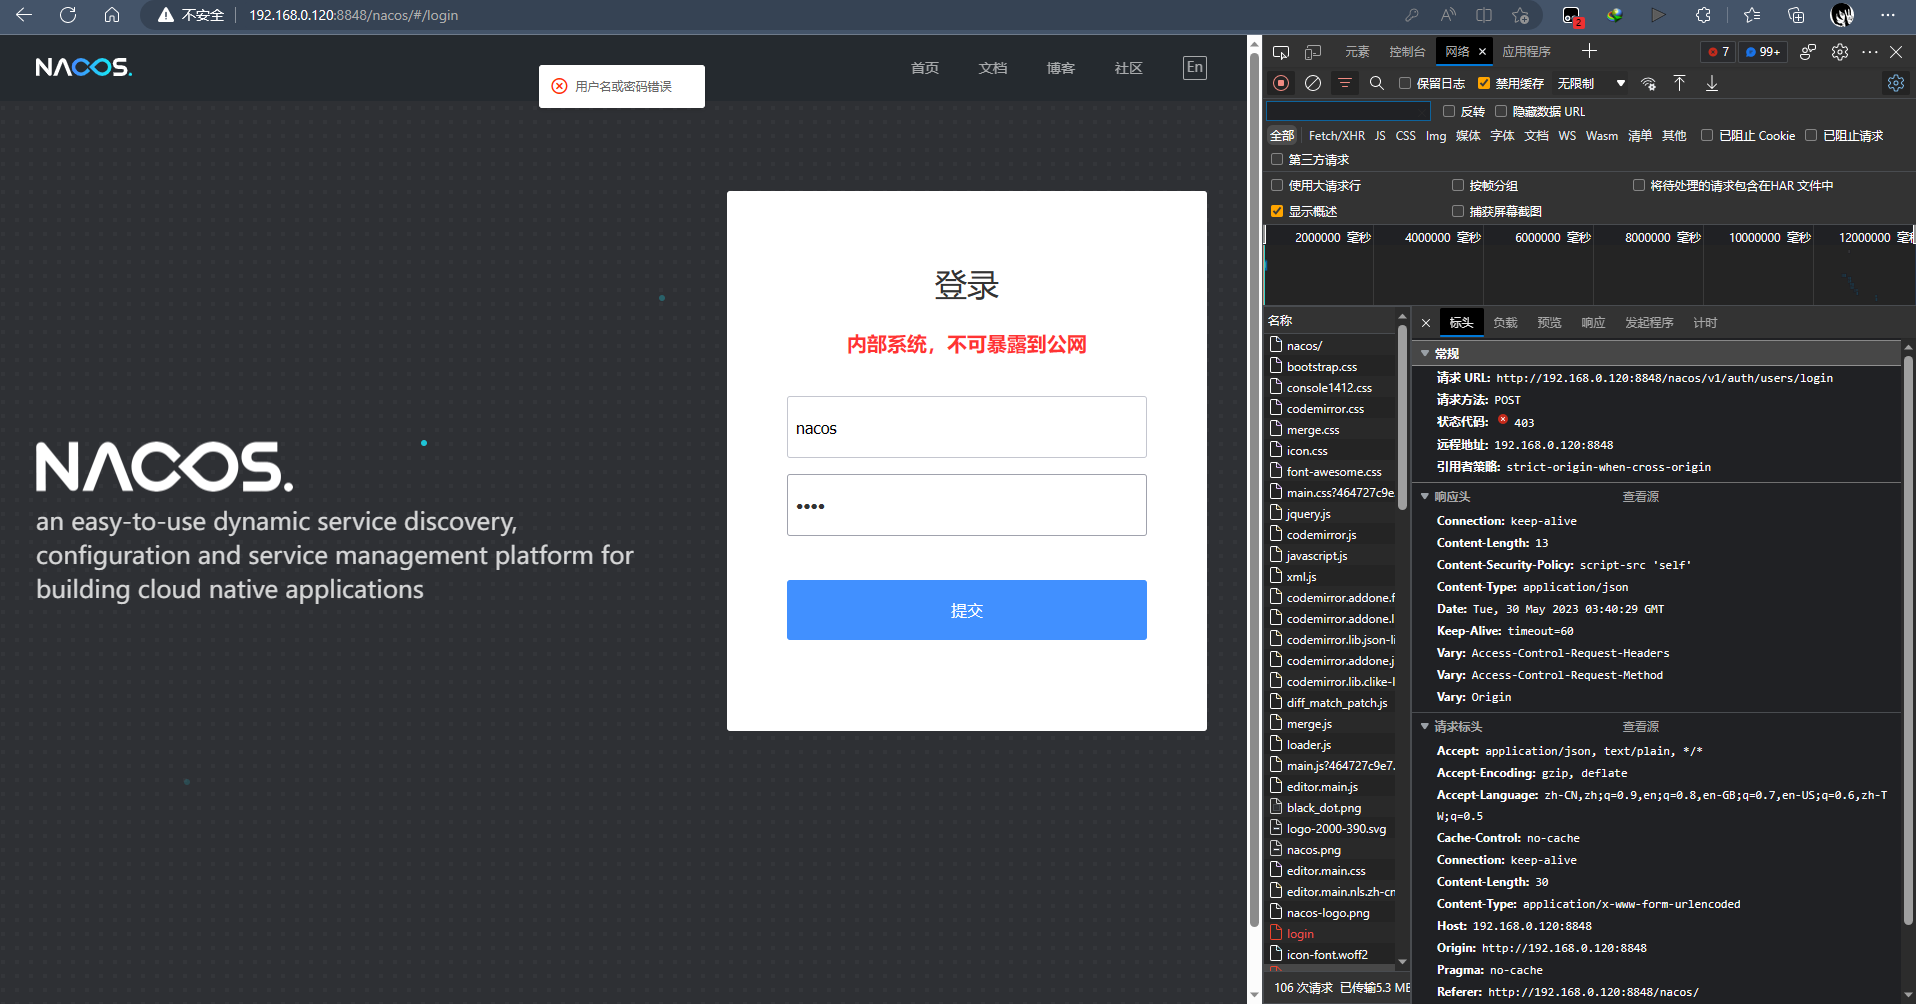 不安全 192.168.0.120:8848/nacos/#/login
2
NACOS.
首页 文档 博客 社区 En
用户名或密码错误
NACOS.
an easy-to-use dynamic service discovery,
configuration and service management platform for
building cloud native applications
登录
内部系统，不可暴露到公网
nacos
••••
提交
元素 控制台 网络 应用程序 7 99+
保留日志 禁用缓存 无限制
反转 隐藏数据 URL
全部 Fetch/XHR JS CSS Img 媒体 字体 文档 WS Wasm 清单 其他 已阻止 Cookie 已阻止请求
第三方请求
使用大请求行 按帧分组 将待处理的请求包含在HAR 文件中
显示概述 捕获屏幕截图
2000000 毫秒 4000000 毫秒 6000000 毫秒 8000000 毫秒 10000000 毫秒 12000000 毫秒
名称
nacos/
bootstrap.css
console1412.css
codemirror.css
merge.css
icon.css
font-awesome.css
main.css?464727c9e
jquery.js
codemirror.js
javascript.js
xml.js
codemirror.addone.f
codemirror.addone.l
codemirror.lib.json-li
codemirror.addone.j
codemirror.lib.clike-l
diff_match_patch.js
merge.js
loader.js
main.js?464727c9e7.
editor.main.js
black_dot.png
logo-2000-390.svg
nacos.png
editor.main.css
editor.main.nls.zh-cn
nacos-logo.png
login
icon-font.woff2
106 次请求 已传输5.3 MB
标头 负载 预览 响应 发起程序 计时
常规
请求 URL: http://192.168.0.120:8848/nacos/v1/auth/users/login
请求方法: POST
状态代码: 403
远程地址: 192.168.0.120:8848
引用者策略: strict-origin-when-cross-origin
响应头 查看源
Connection: keep-alive
Content-Length: 13
Content-Security-Policy: script-src 'self'
Content-Type: application/json
Date: Tue, 30 May 2023 03:40:29 GMT
Keep-Alive: timeout=60
Vary: Access-Control-Request-Headers
Vary: Access-Control-Request-Method
Vary: Origin
请求标头 查看源
Accept: application/json, text/plain, */*
Accept-Encoding: gzip, deflate
Accept-Language: zh-CN,zh;q=0.9,en;q=0.8,en-GB;q=0.7,en-US;q=0.6,zh-T
W;q=0.5
Cache-Control: no-cache
Connection: keep-alive
Content-Length: 30
Content-Type: application/x-www-form-urlencoded
Host: 192.168.0.120:8848
Origin: http://192.168.0.120:8848
Pragma: no-cache
Referer: http://192.168.0.120:8848/nacos/